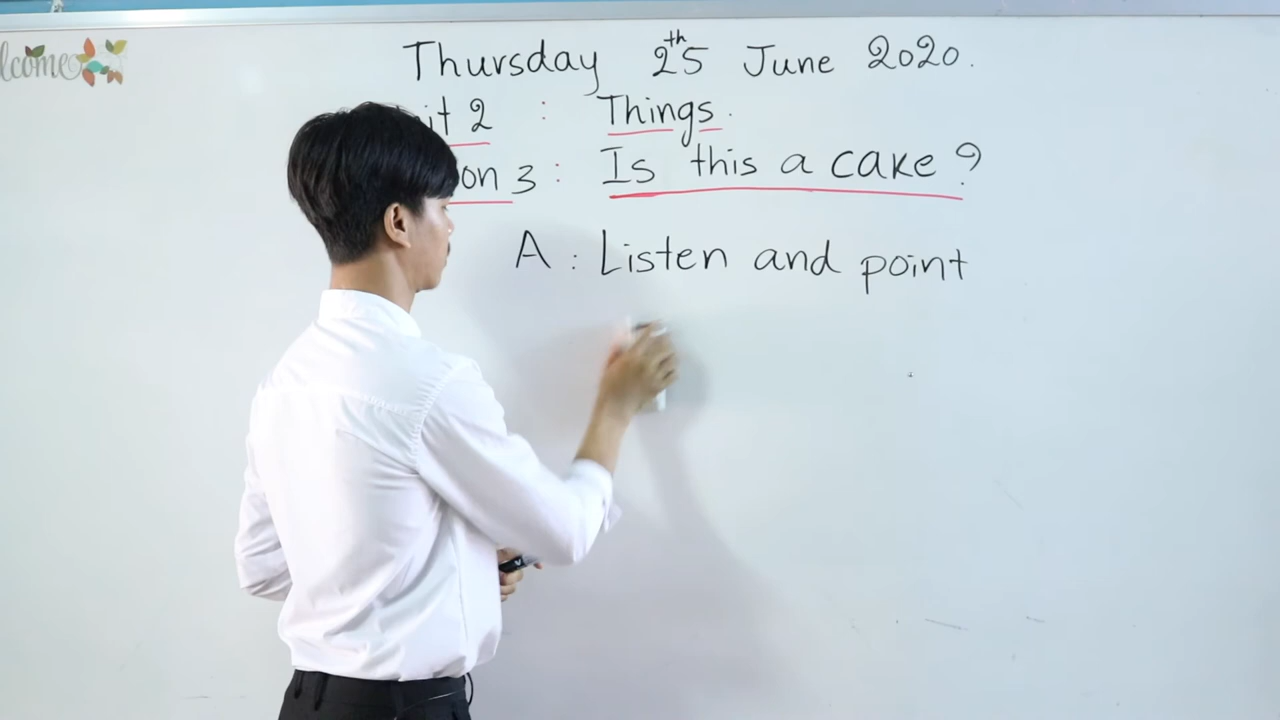 lcome
Thursday 25th June 2020.
it 2 : Things.
on 3 : Is this a cake ?
A : Listen and point